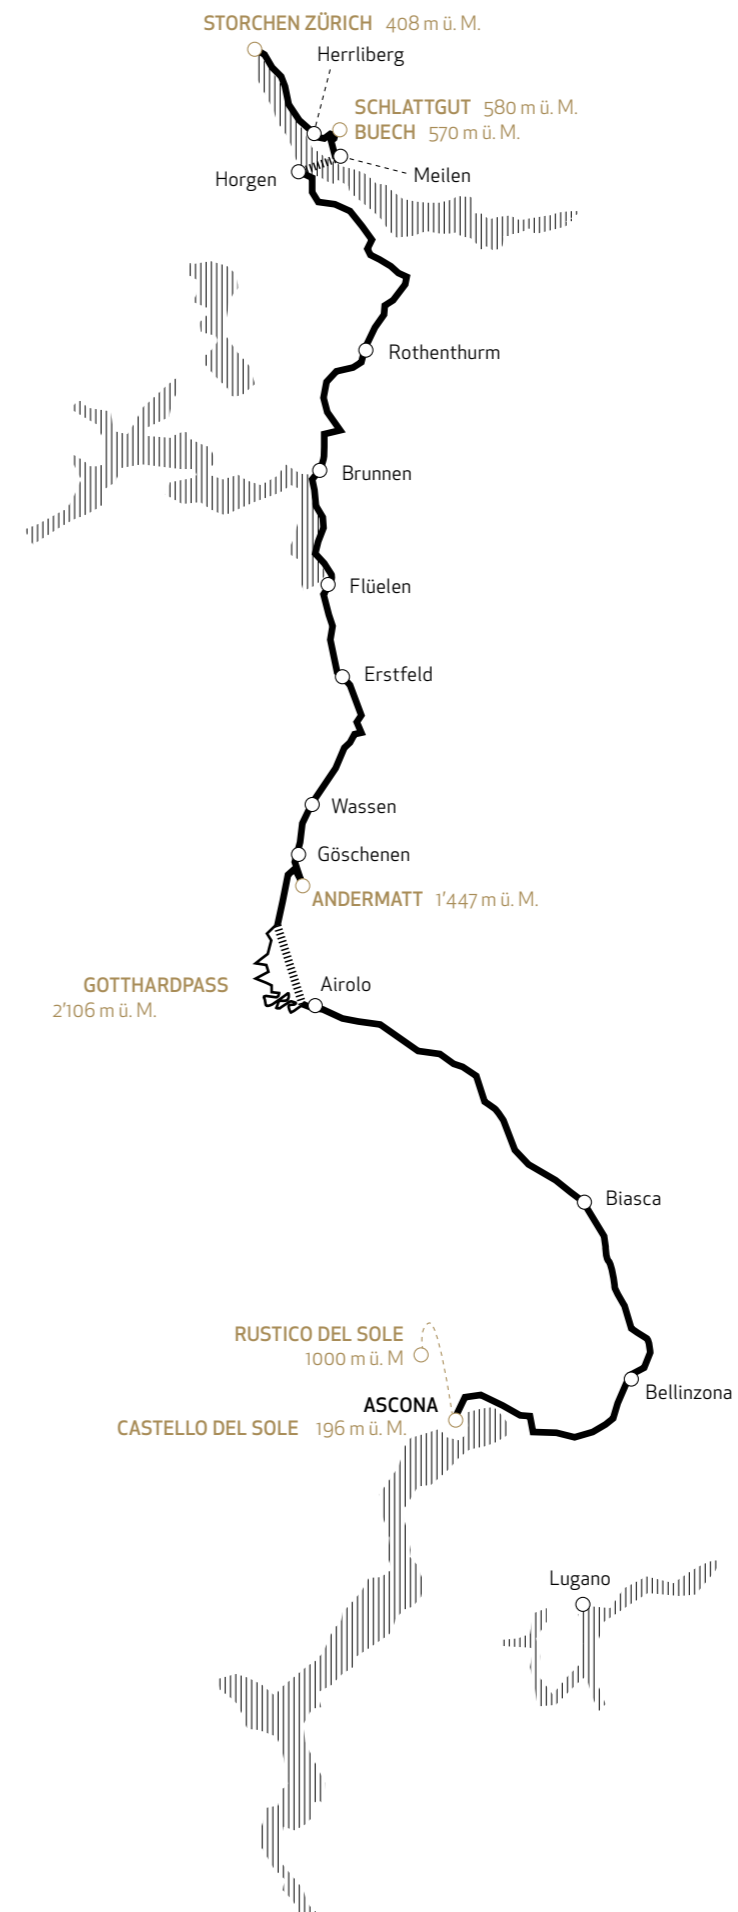 STORCHEN ZÜRICH 408 m ü. M.
Herrliberg
SCHLATTGUT 580 m ü. M.
BUECH 570 m ü. M.
Meilen
Horgen
Rothenthurm
Brunnen
Flüelen
Erstfeld
Wassen
Göschenen
ANDERMATT 1’447 m ü. M.
GOTTHARDPASS
2’106 m ü. M.
Airolo
Biasca
RUSTICO DEL SOLE
1000 m ü. M
Bellinzona
ASCONA
CASTELLO DEL SOLE 196 m ü. M.
Lugano